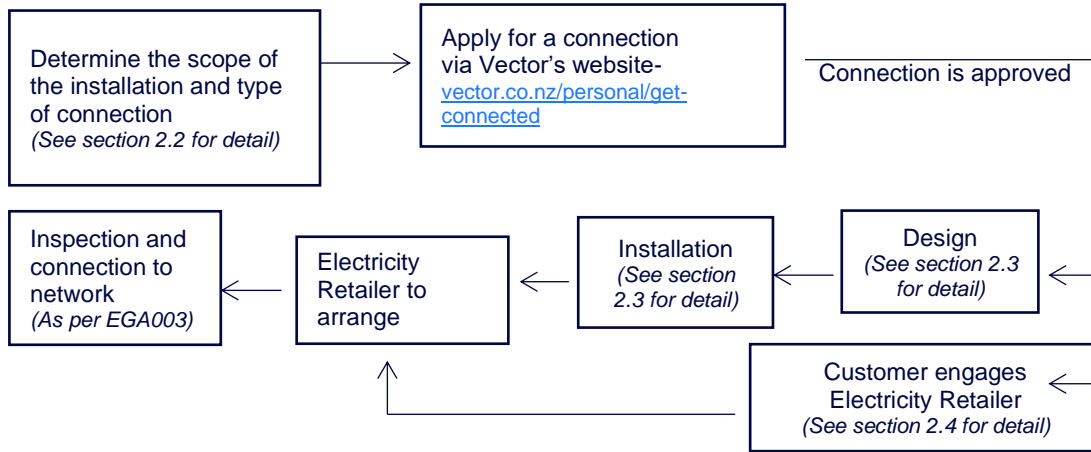 Determine the scope of
the installation and type
of connection
(See section 2.2 for detail)
Apply for a connection
via Vector’s website-
vector.co.nz/personal/get-
connected
Connection is approved
Inspection and
connection to
network
(As per EGA003)
Electricity
Retailer to
arrange
Installation
(See section
2.3 for detail)
Design
(See section 2.3
for detail)
Customer engages
Electricity Retailer
(See section 2.4 for detail)